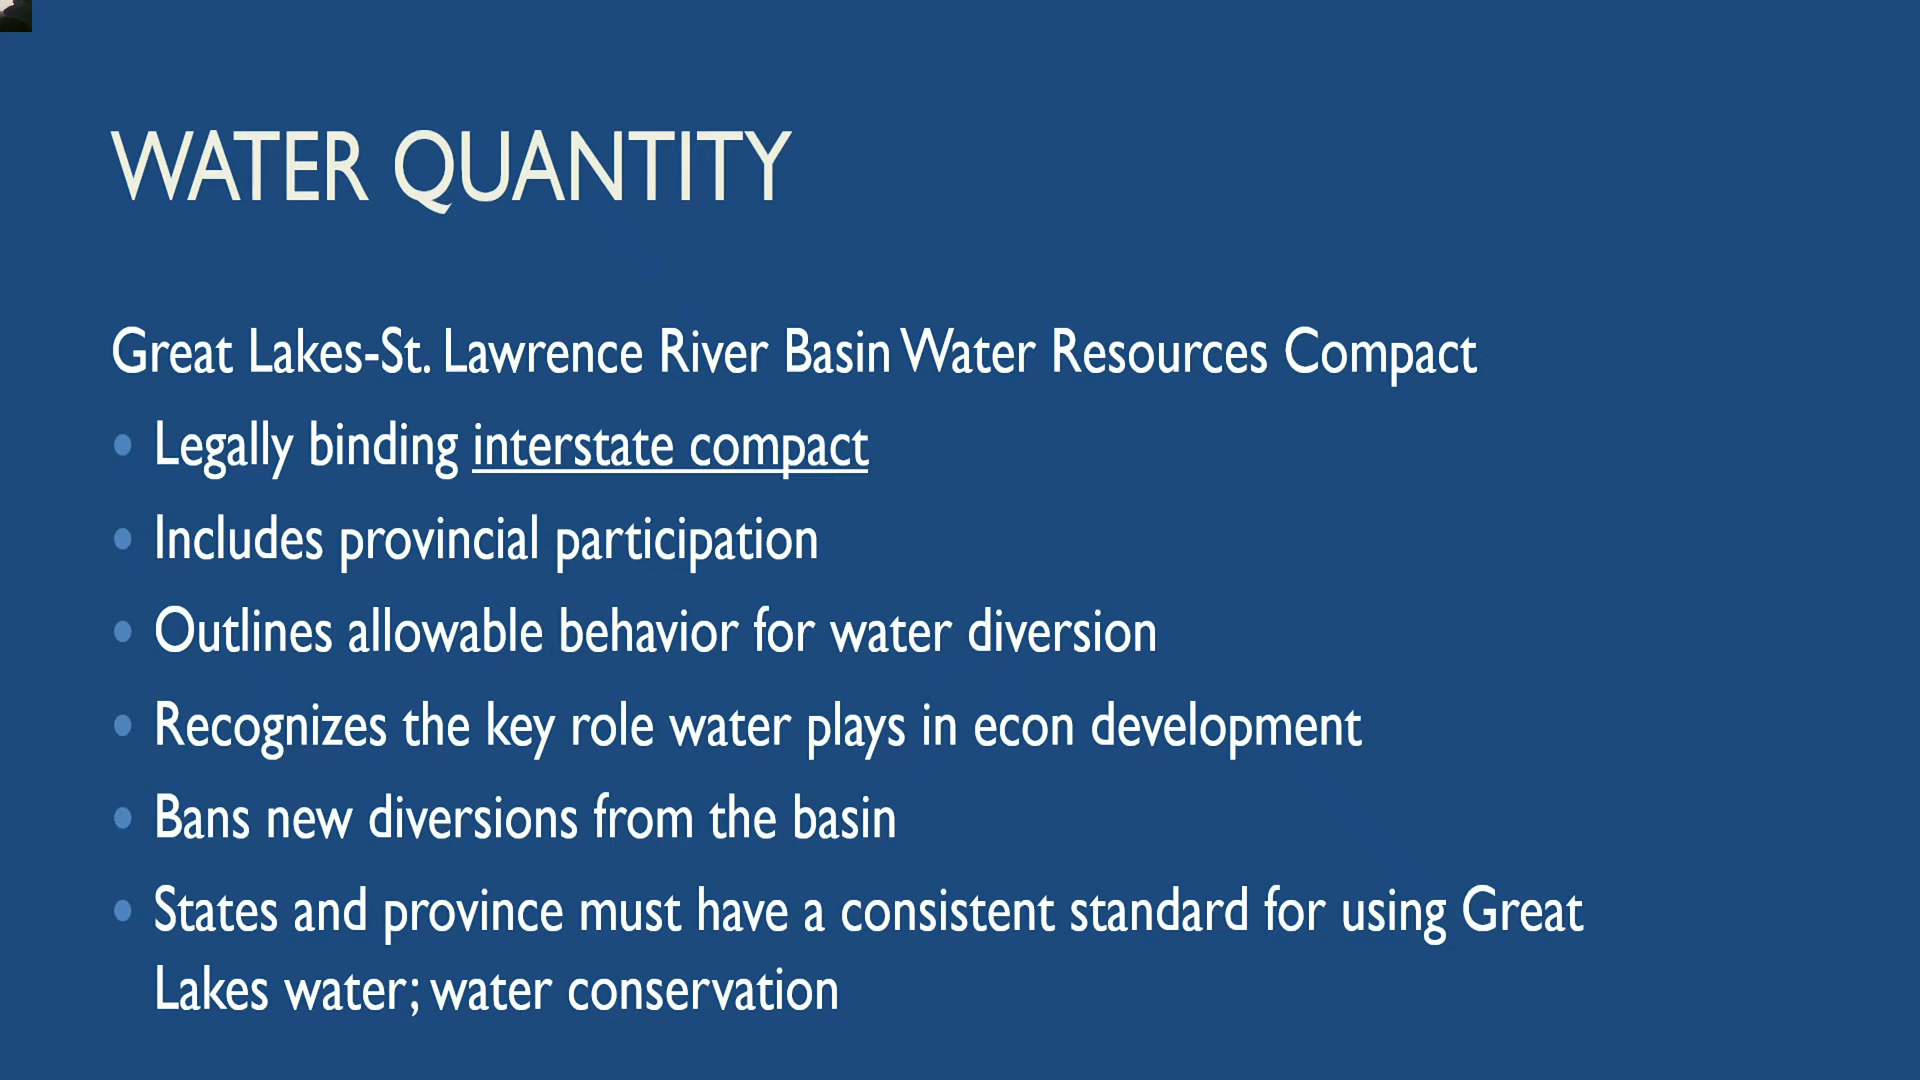 WATER QUANTITY
Great Lakes-St. Lawrence River Basin Water Resources Compact
• Legally binding interstate compact
• Includes provincial participation
• Outlines allowable behavior for water diversion
• Recognizes the key role water plays in econ development
• Bans new diversions from the basin
• States and province must have a consistent standard for using Great
Lakes water; water conservation